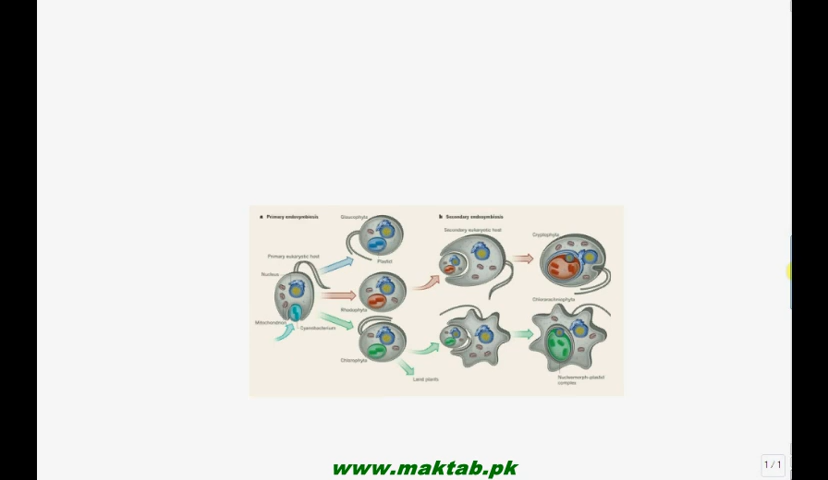 a Primary endosymbiosis
Glaucophyta
Plastid
Primary eukaryotic host
Nucleus
Mitochondrion
Cyanobacterium
Rhodophyta
Chlorophyta
Land plants
b Secondary endosymbiosis
Secondary eukaryotic host
Cryptophyta
Chlorarachniophyta
Nucleomorph-plastid
complex
www.maktab.pk
1 / 1